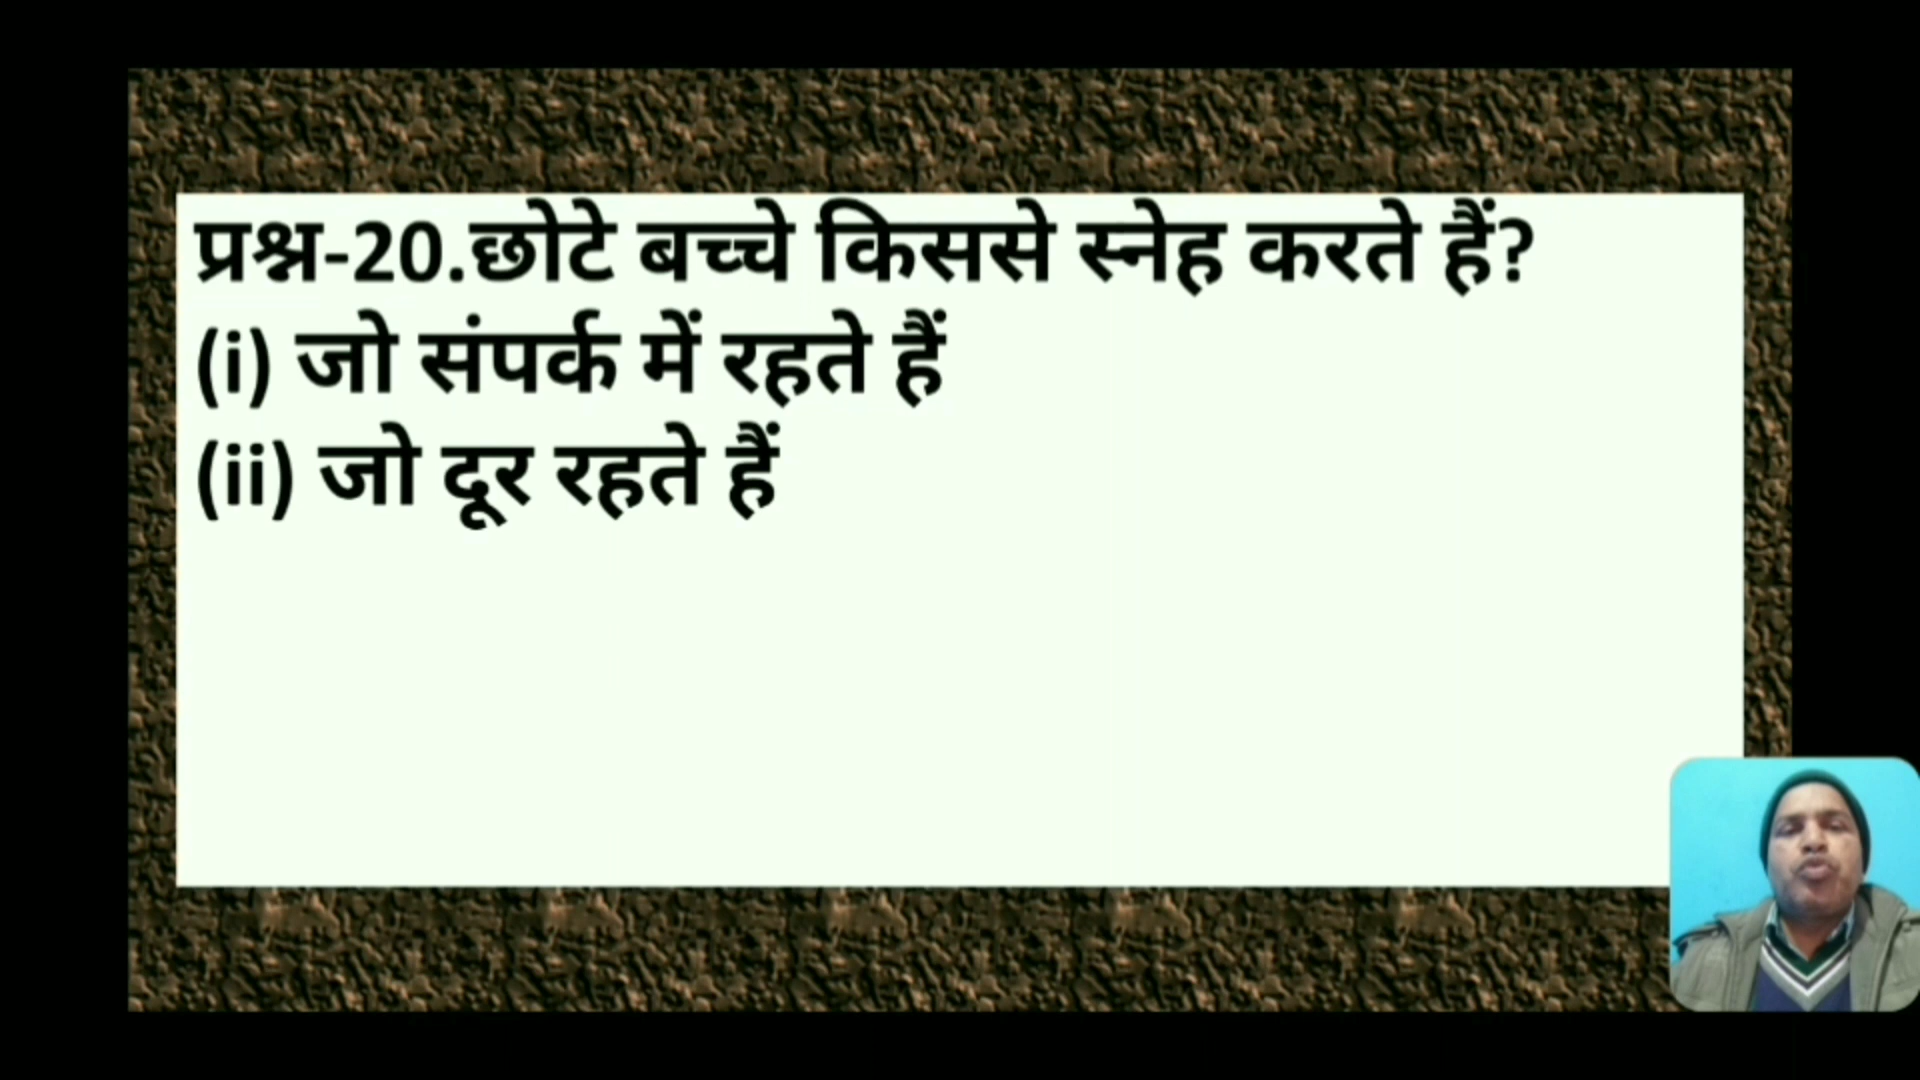 प्रश्न-20.छोटे बच्चे किससे स्नेह करते हैं?
(i) जो संपर्क में रहते हैं
(ii) जो दूर रहते हैं